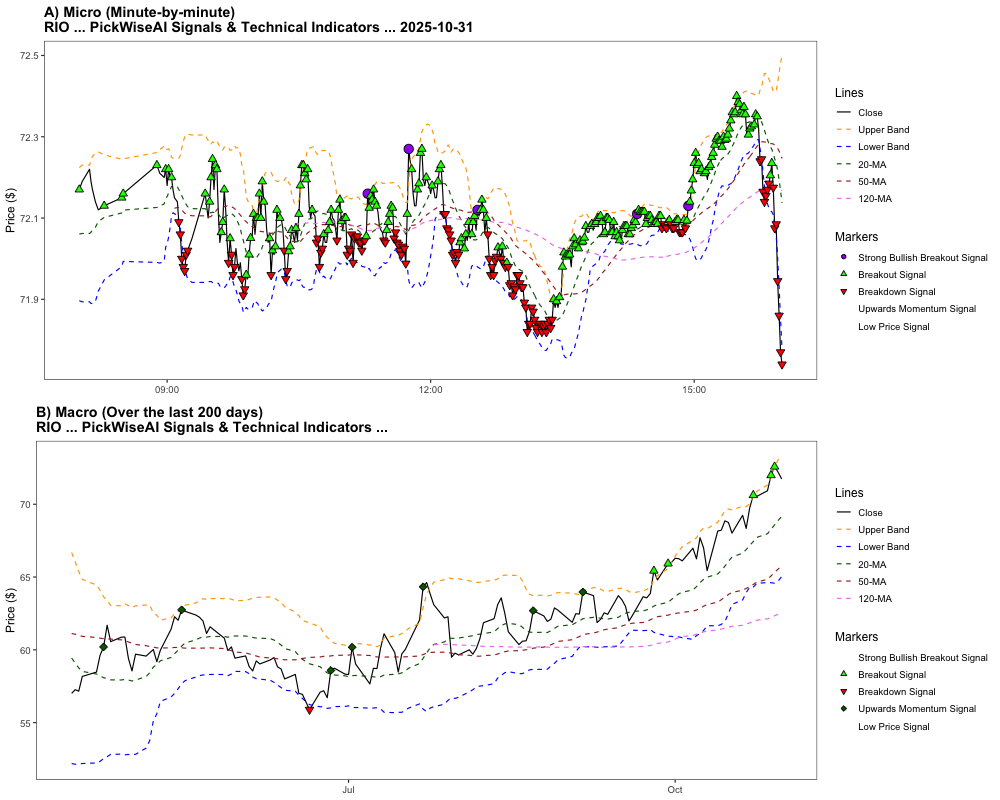 A) Micro (Minute-by-minute)
RIO ... PickWiseAI Signals & Technical Indicators ... 2025-10-31
Price ($)
72.5
72.3
72.1
71.9
09:00
12:00
15:00
Lines
Close
Upper Band
Lower Band
20-MA
50-MA
120-MA
Markers
Strong Bullish Breakout Signal
Breakout Signal
Breakdown Signal
Upwards Momentum Signal
Low Price Signal
B) Macro (Over the last 200 days)
RIO ... PickWiseAI Signals & Technical Indicators ...
Price ($)
70
65
60
55
Jul
Oct
Lines
Close
Upper Band
Lower Band
20-MA
50-MA
120-MA
Markers
Strong Bullish Breakout Signal
Breakout Signal
Breakdown Signal
Upwards Momentum Signal
Low Price Signal